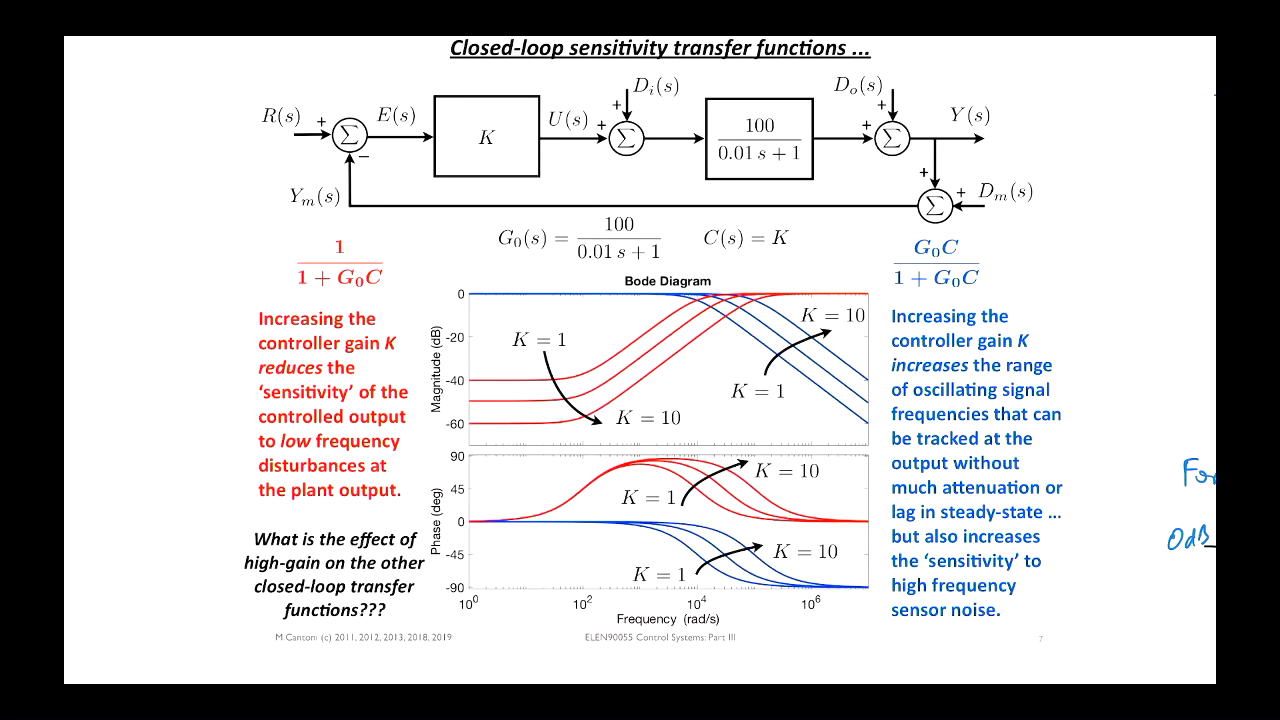 Closed-loop sensitivity transfer functions ...
D_i(s)
D_o(s)
R(s)
+
E(s)
K
U(s)
+
+
100
0.01 s + 1
+
+
Y(s)
−
Y_m(s)
+
+
D_m(s)
Σ
Σ
Σ
Σ
G_0(s) = 100 / (0.01 s + 1)
C(s) = K
1
1 + G_0C
G_0C
1 + G_0C
Increasing the
controller gain K
reduces the
‘sensitivity’ of the
controlled output
to low frequency
disturbances at
the plant output.
What is the effect of
high-gain on the other
closed-loop transfer
functions???
Bode Diagram
Magnitude (dB)
0
-20
-40
-60
K = 1
K = 10
K = 10
K = 1
Phase (deg)
90
45
0
-45
-90
K = 10
K = 1
K = 10
K = 1
10^0
10^2
10^4
10^6
Frequency (rad/s)
Increasing the
controller gain K
increases the range
of oscillating signal
frequencies that can
be tracked at the
output without
much attenuation or
lag in steady-state ...
but also increases
the ‘sensitivity’ to
high frequency
sensor noise.
0dB
M Cantoni (c) 2011, 2012, 2013, 2018, 2019
ELEN90055 Control Systems: Part III
7